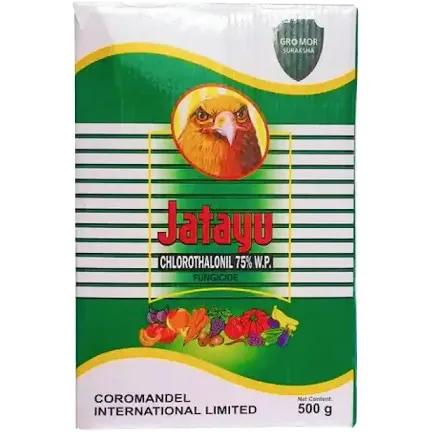 GROMOR
SURAKSHA
Jatayu
CHLOROTHALONIL 75% W.P.
FUNGICIDE
COROMANDEL
INTERNATIONAL LIMITED
Net Content:
500 g